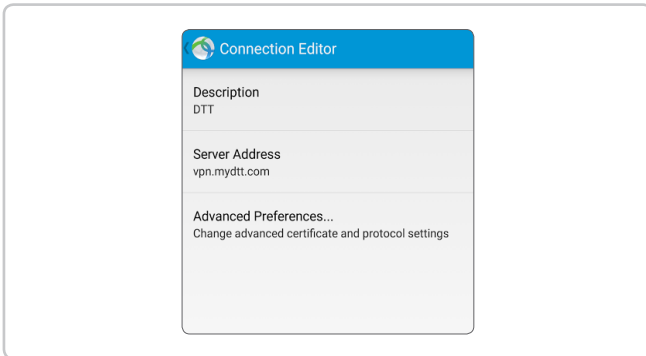 Connection Editor
Description
DTT
Server Address
vpn.mydtt.com
Advanced Preferences...
Change advanced certificate and protocol settings